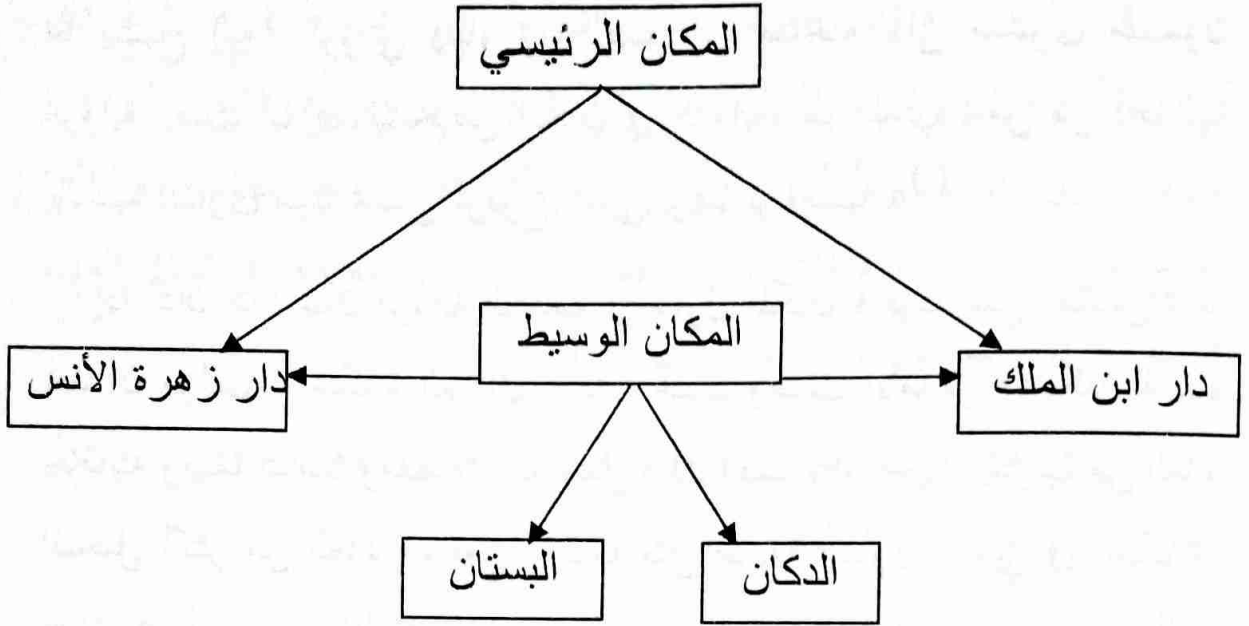 المكان الرئيسي
المكان الوسيط
دار ابن الملك
دار زهرة الأنس
الدكان
البستان